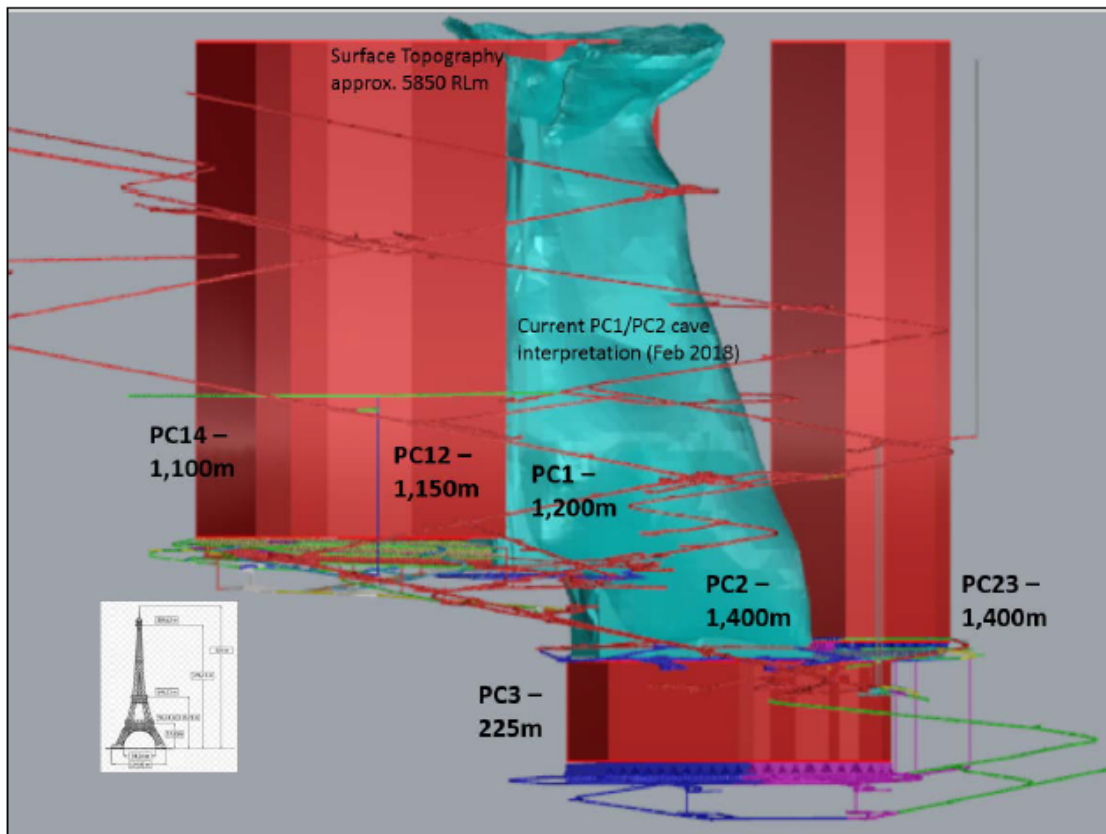 Surface Topography
approx. 5850 RLm
Current PC1/PC2 cave
interpretation (Feb 2018)
PC14 –
1,100m
PC12 –
1,150m
PC1 –
1,200m
PC2 –
1,400m
PC23 –
1,400m
PC3 –
225m